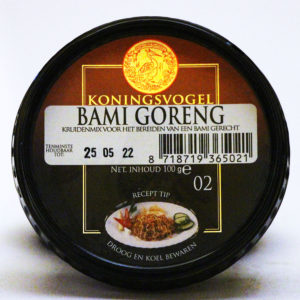 KONINGSVOGEL
BAMI GORENG
KRUIDENMIX VOOR HET BEREIDEN VAN EEN BAMI GERECHT
TENMINSTE
HOUDBAAR
TOT:
25 05 22
8 718719 365021
NET. INHOUD 100 g e
02
RECEPT TIP
DROOG EN KOEL BEWAREN